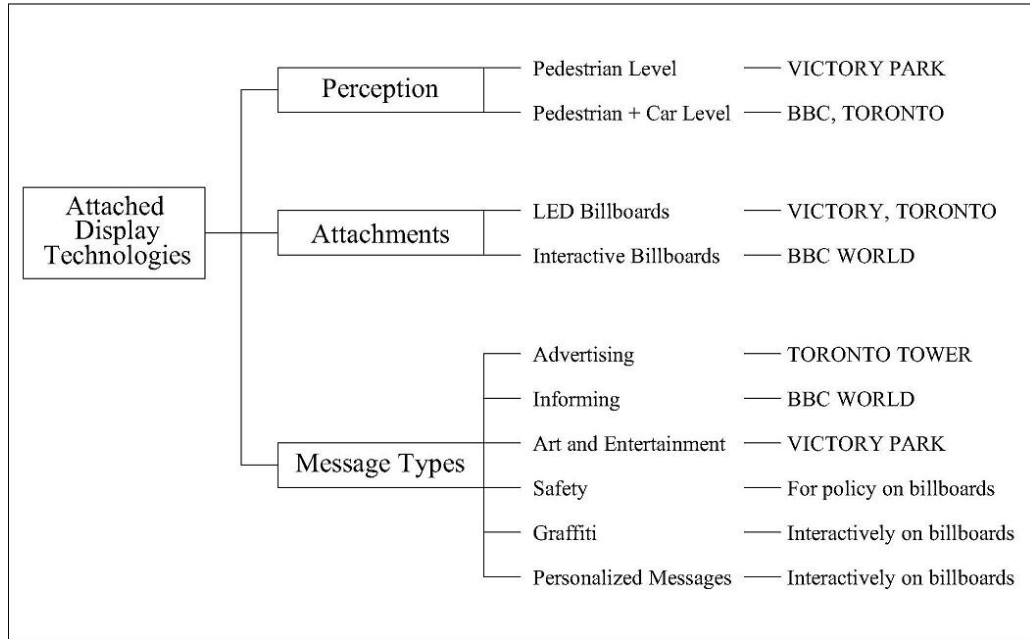 Attached
Display
Technologies
Perception
Pedestrian Level
VICTORY PARK
Pedestrian + Car Level
BBC, TORONTO
Attachments
LED Billboards
VICTORY, TORONTO
Interactive Billboards
BBC WORLD
Message Types
Advertising
TORONTO TOWER
Informing
BBC WORLD
Art and Entertainment
VICTORY PARK
Safety
For policy on billboards
Graffiti
Interactively on billboards
Personalized Messages
Interactively on billboards